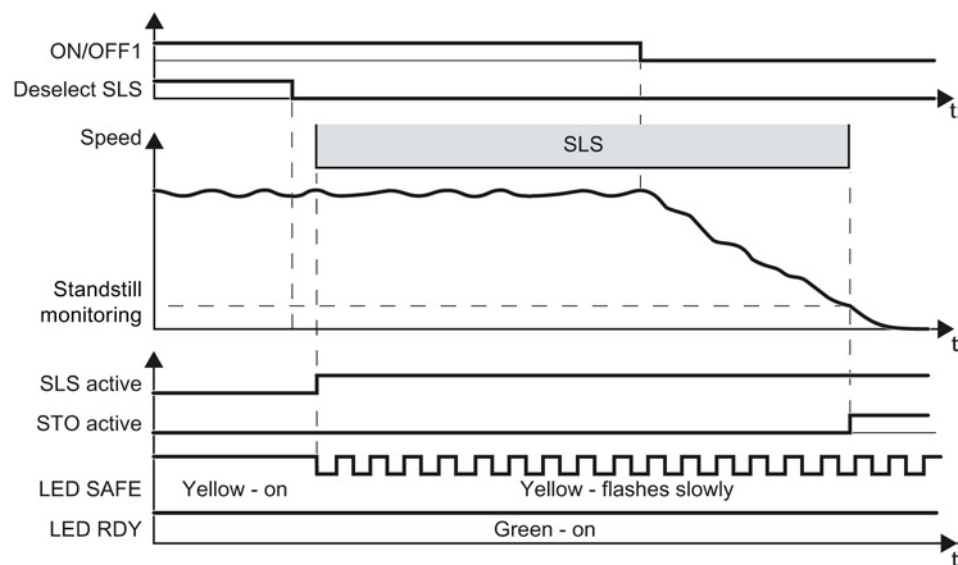 ON/OFF1
Deselect SLS
t
Speed
SLS
Standstill
monitoring
t
SLS active
STO active
LED SAFE
Yellow - on
Yellow - flashes slowly
LED RDY
Green - on
t